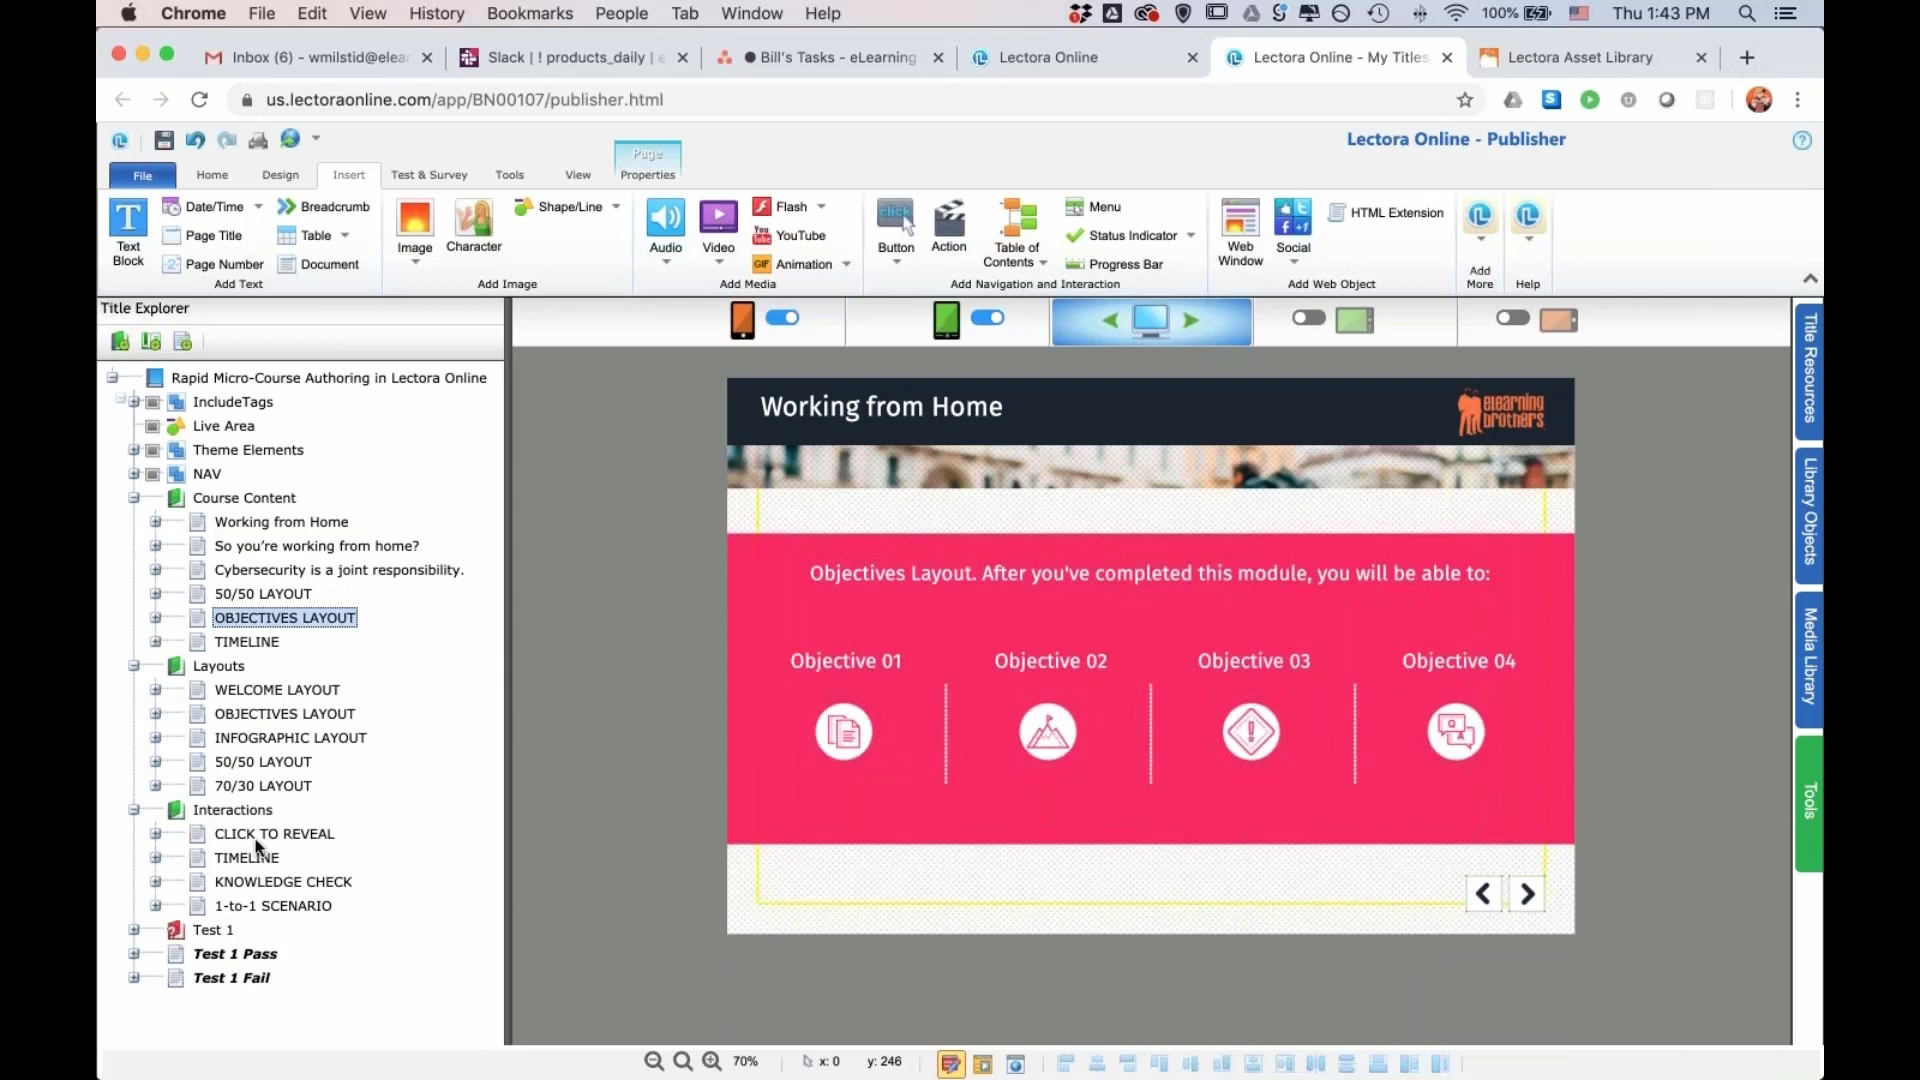 Chrome File Edit View History Bookmarks People Tab Window Help 100% Thu 1:43 PM
Inbox (6) - wmilstid@elear
Slack | ! products_daily | e
Bill's Tasks - eLearning
Lectora Online
Lectora Online - My Titles,
Lectora Asset Library
us.lectoraonline.com/app/BN00107/publisher.html
Lectora Online - Publisher
Page
File Home Design Insert Test & Survey Tools View Properties
Text Block
Date/Time
Page Title
Page Number
Breadcrumb
Table
Document
Add Text
Image
Character
Shape/Line
Add Image
Audio
Video
Flash
You Tube
YouTube
GIF
Animation
Add Media
click
Button
Action
Table of Contents
Menu
Status Indicator
Progress Bar
Add Navigation and Interaction
Web Window
Social
HTML Extension
Add Web Object
Add More
Help
Title Explorer
Rapid Micro-Course Authoring in Lectora Online
IncludeTags
Live Area
Theme Elements
NAV
Course Content
Working from Home
So you're working from home?
Cybersecurity is a joint responsibility.
50/50 LAYOUT
OBJECTIVES LAYOUT
TIMELINE
Layouts
WELCOME LAYOUT
OBJECTIVES LAYOUT
INFOGRAPHIC LAYOUT
50/50 LAYOUT
70/30 LAYOUT
Interactions
CLICK TO REVEAL
TIMELINE
KNOWLEDGE CHECK
1-to-1 SCENARIO
Test 1
Test 1 Pass
Test 1 Fail
Working from Home
elearning brothers
Objectives Layout. After you've completed this module, you will be able to:
Objective 01
Objective 02
Objective 03
Objective 04
Q A
Title Resources
Library Objects
Media Library
Tools
70% x: 0 y: 246